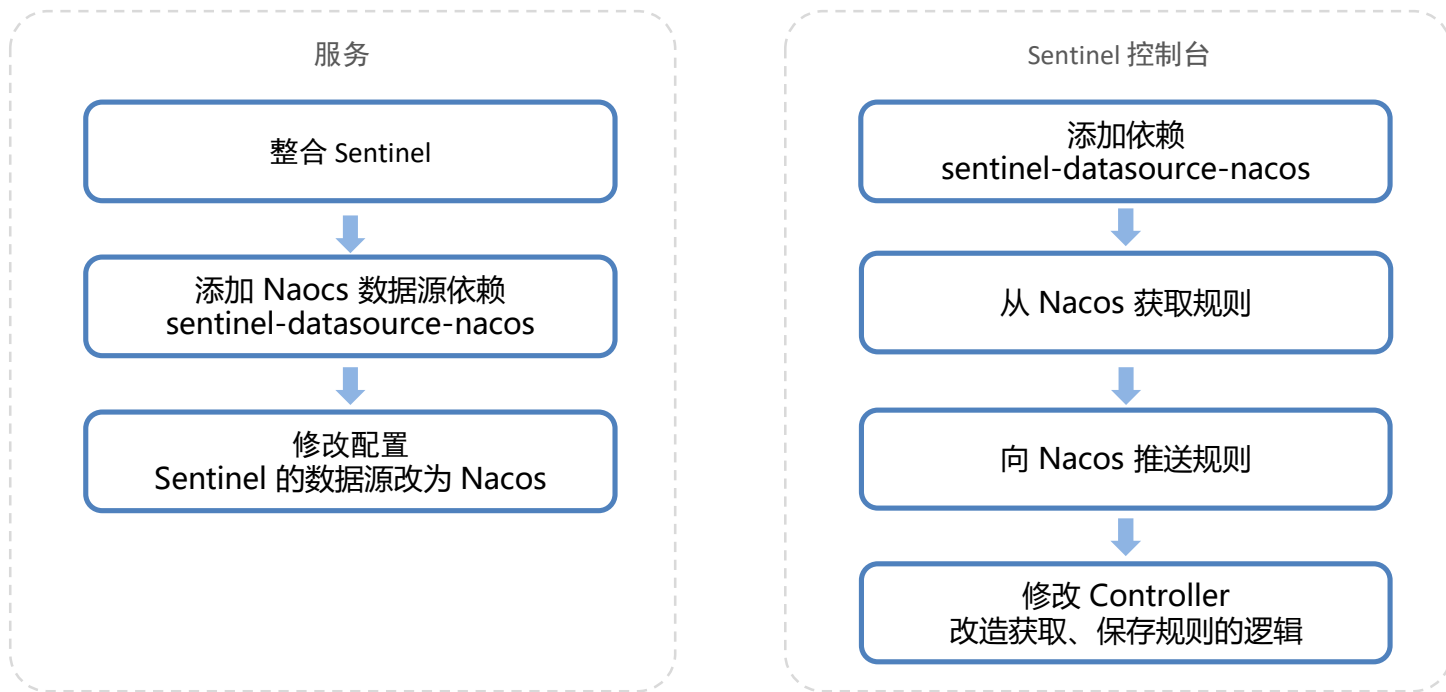 服务
整合 Sentinel
添加 Naocs 数据源依赖
sentinel-datasource-nacos
修改配置
Sentinel 的数据源改为 Nacos
Sentinel 控制台
添加依赖
sentinel-datasource-nacos
从 Nacos 获取规则
向 Nacos 推送规则
修改 Controller
改造获取、保存规则的逻辑